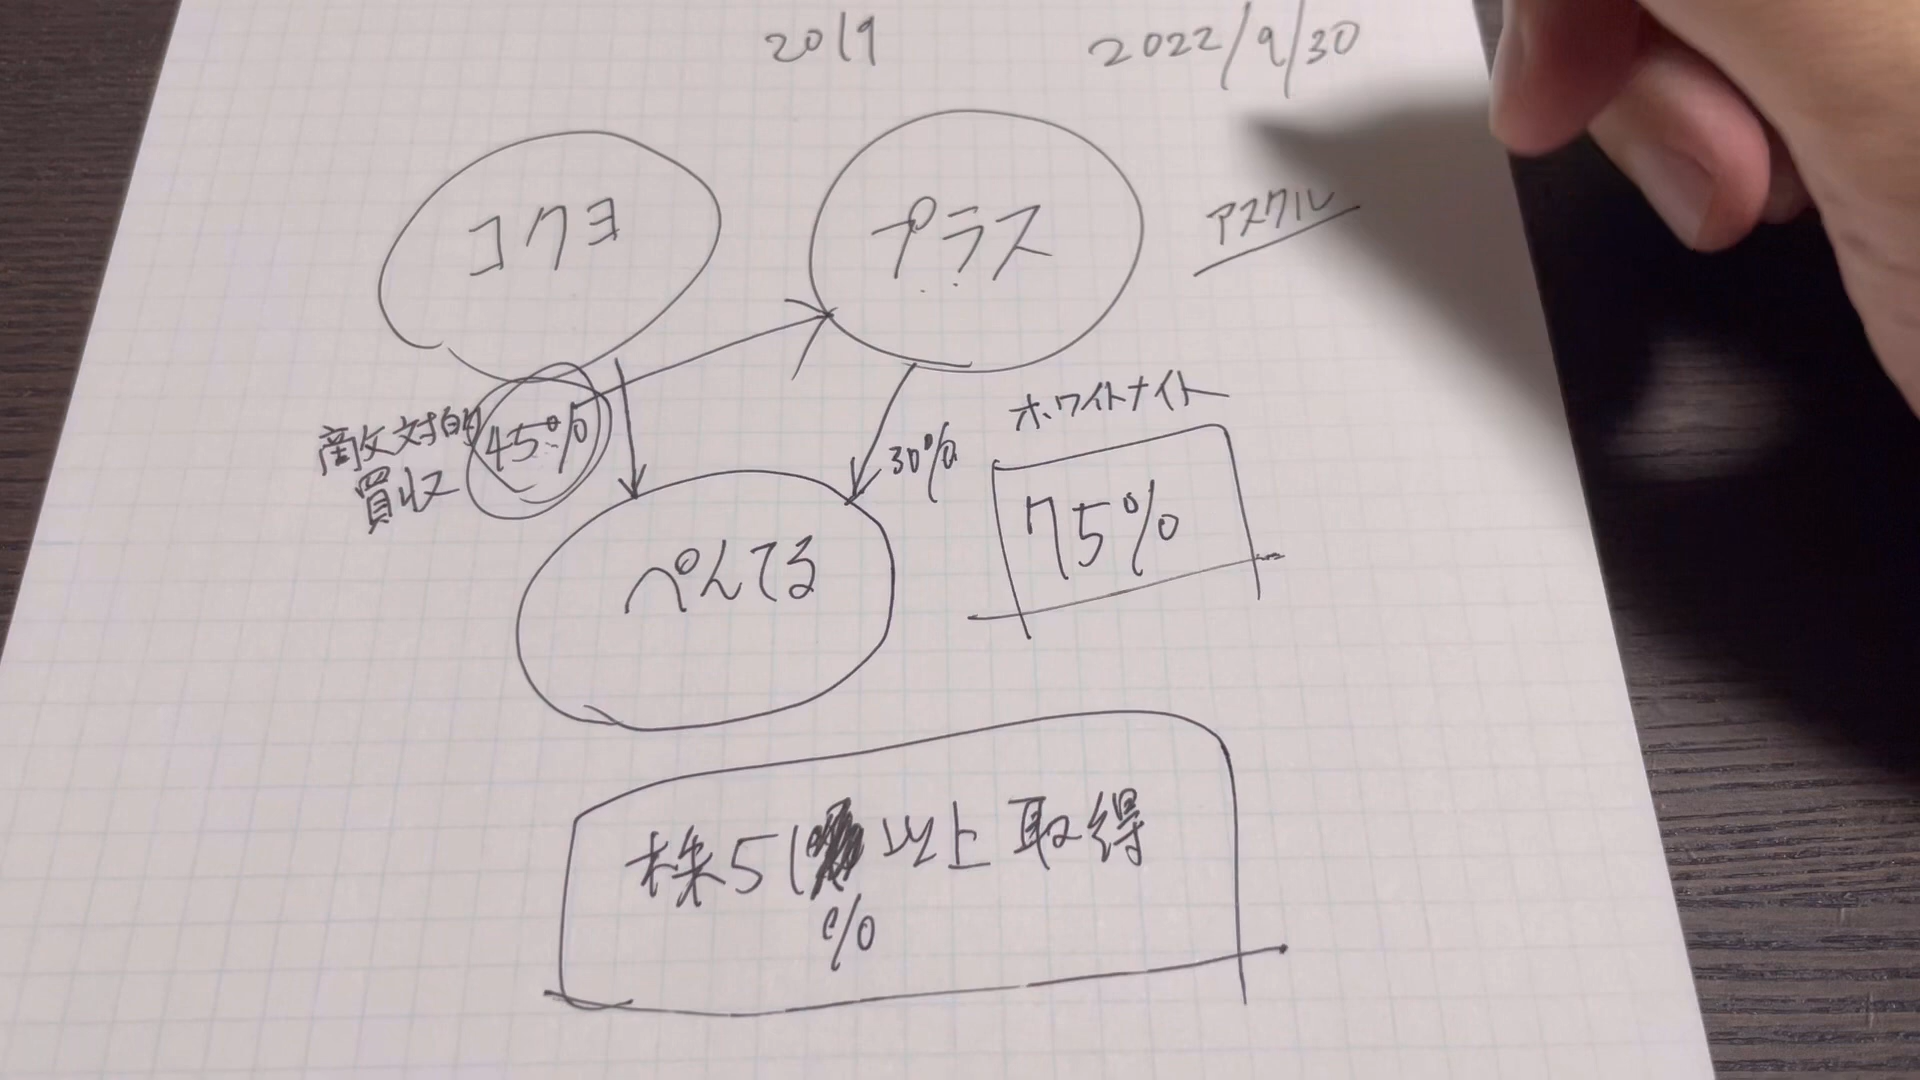 2019
2022/9/30
コクヨ
プラス
アスクル
敵対的
買収
45%
30%
ホワイトナイト
75%
ぺんてる
株51以上取得
%